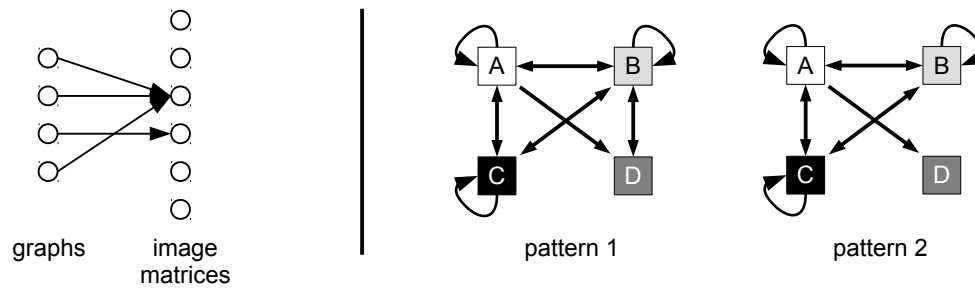 A B
C D
A B
C D
graphs image matrices
pattern 1
pattern 2